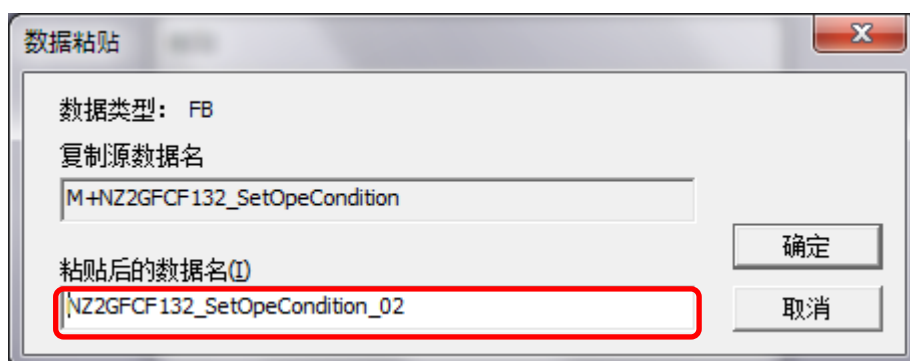 数据粘贴
数据类型： FB
复制源数据名
M+NZ2GFCF132_SetOpeCondition
粘贴后的数据名(I)
NZ2GFCF132_SetOpeCondition_02
确定
取消